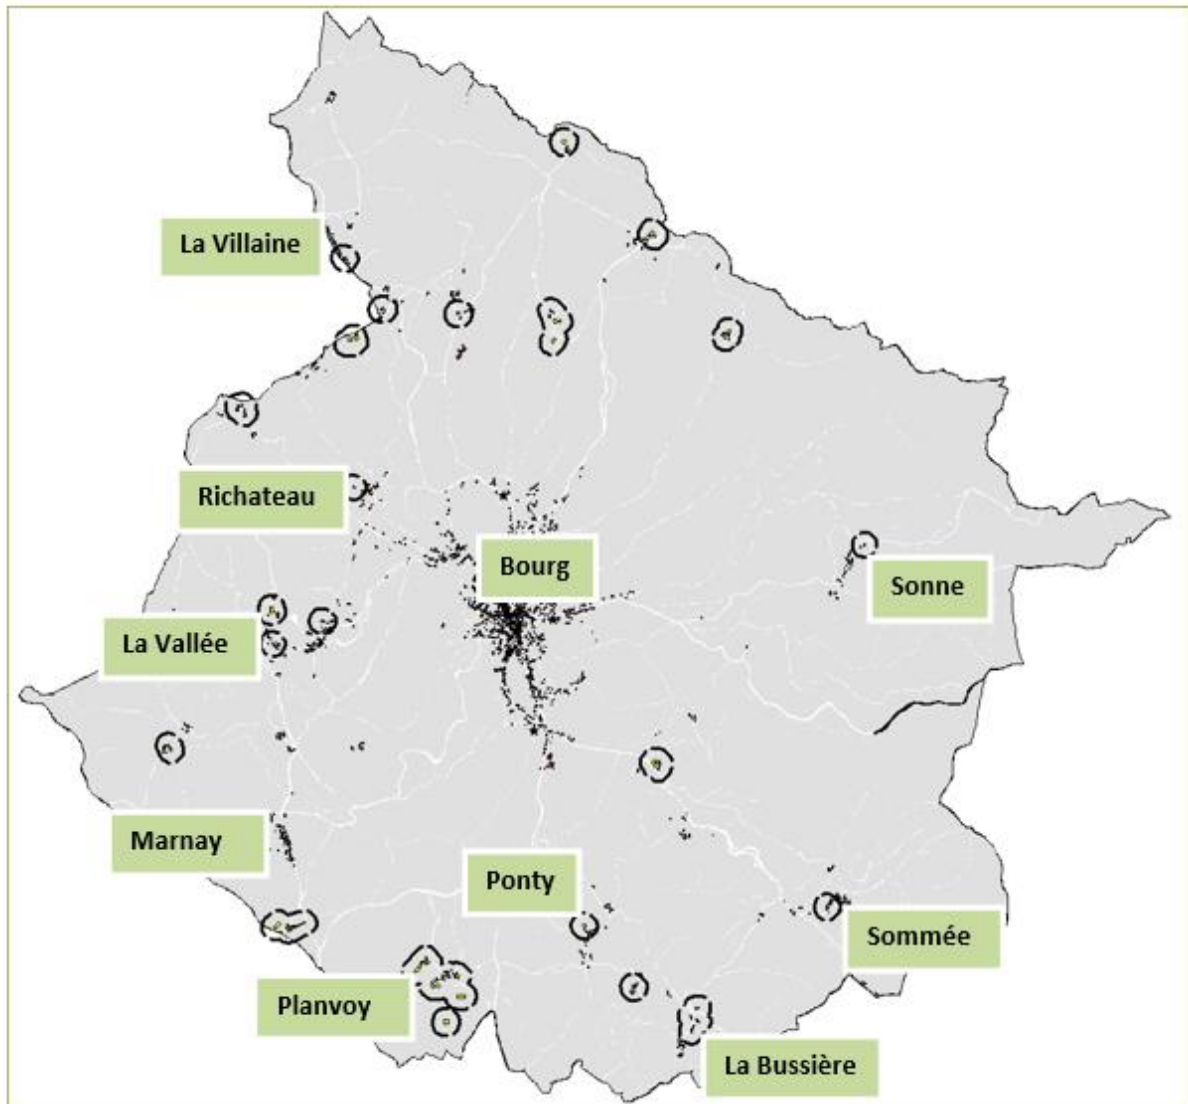 La Villaine
Richateau
Bourg
Sonne
La Vallée
Marnay
Ponty
Sommée
Planvoy
La Bussière